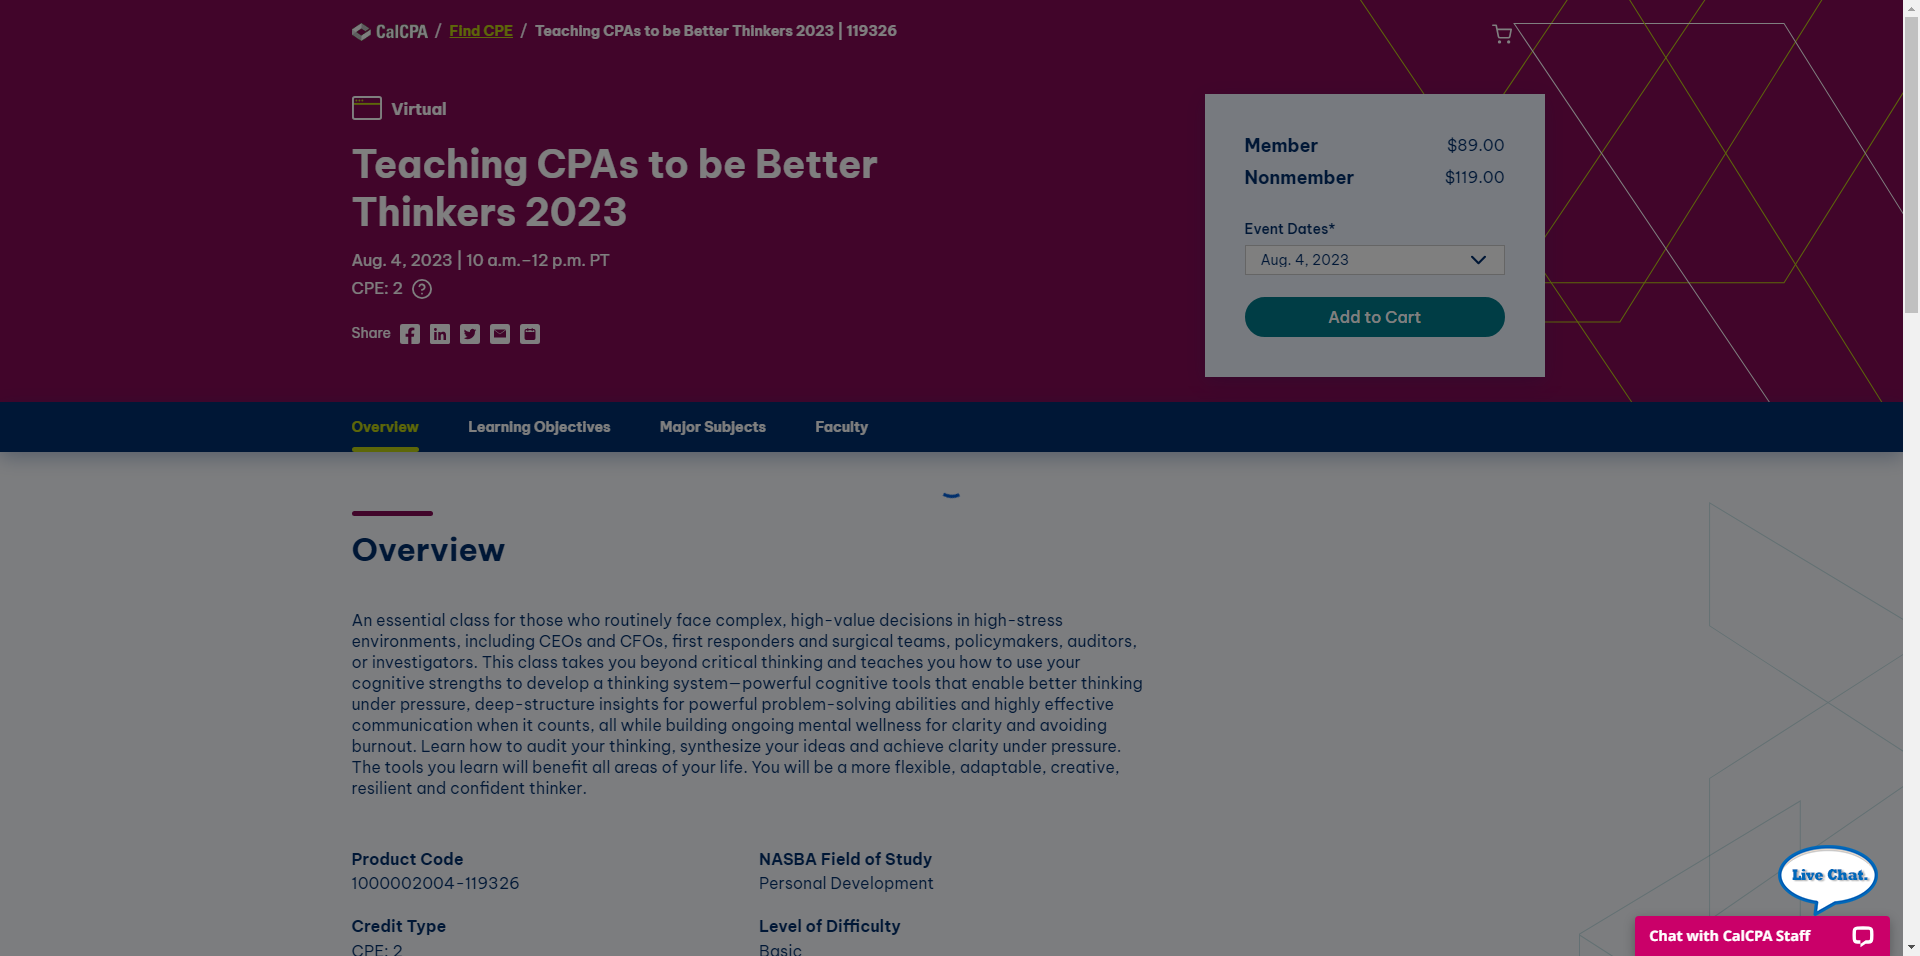 CalCPA / Find CPE / Teaching CPAs to be Better Thinkers 2023 | 119326
Virtual
Teaching CPAs to be Better
Thinkers 2023
Aug. 4, 2023 | 10 a.m.–12 p.m. PT
CPE: 2
Share
Member $89.00
Nonmember $119.00
Event Dates*
Aug. 4, 2023
Add to Cart
Overview Learning Objectives Major Subjects Faculty
Overview
An essential class for those who routinely face complex, high-value decisions in high-stress
environments, including CEOs and CFOs, first responders and surgical teams, policymakers, auditors,
or investigators. This class takes you beyond critical thinking and teaches you how to use your
cognitive strengths to develop a thinking system—powerful cognitive tools that enable better thinking
under pressure, deep-structure insights for powerful problem-solving abilities and highly effective
communication when it counts, all while building ongoing mental wellness for clarity and avoiding
burnout. Learn how to audit your thinking, synthesize your ideas and achieve clarity under pressure.
The tools you learn will benefit all areas of your life. You will be a more flexible, adaptable, creative,
resilient and confident thinker.
Product Code
1000002004-119326
NASBA Field of Study
Personal Development
Credit Type
CPE: 2
Level of Difficulty
Basic
Live Chat.
Chat with CalCPA Staff